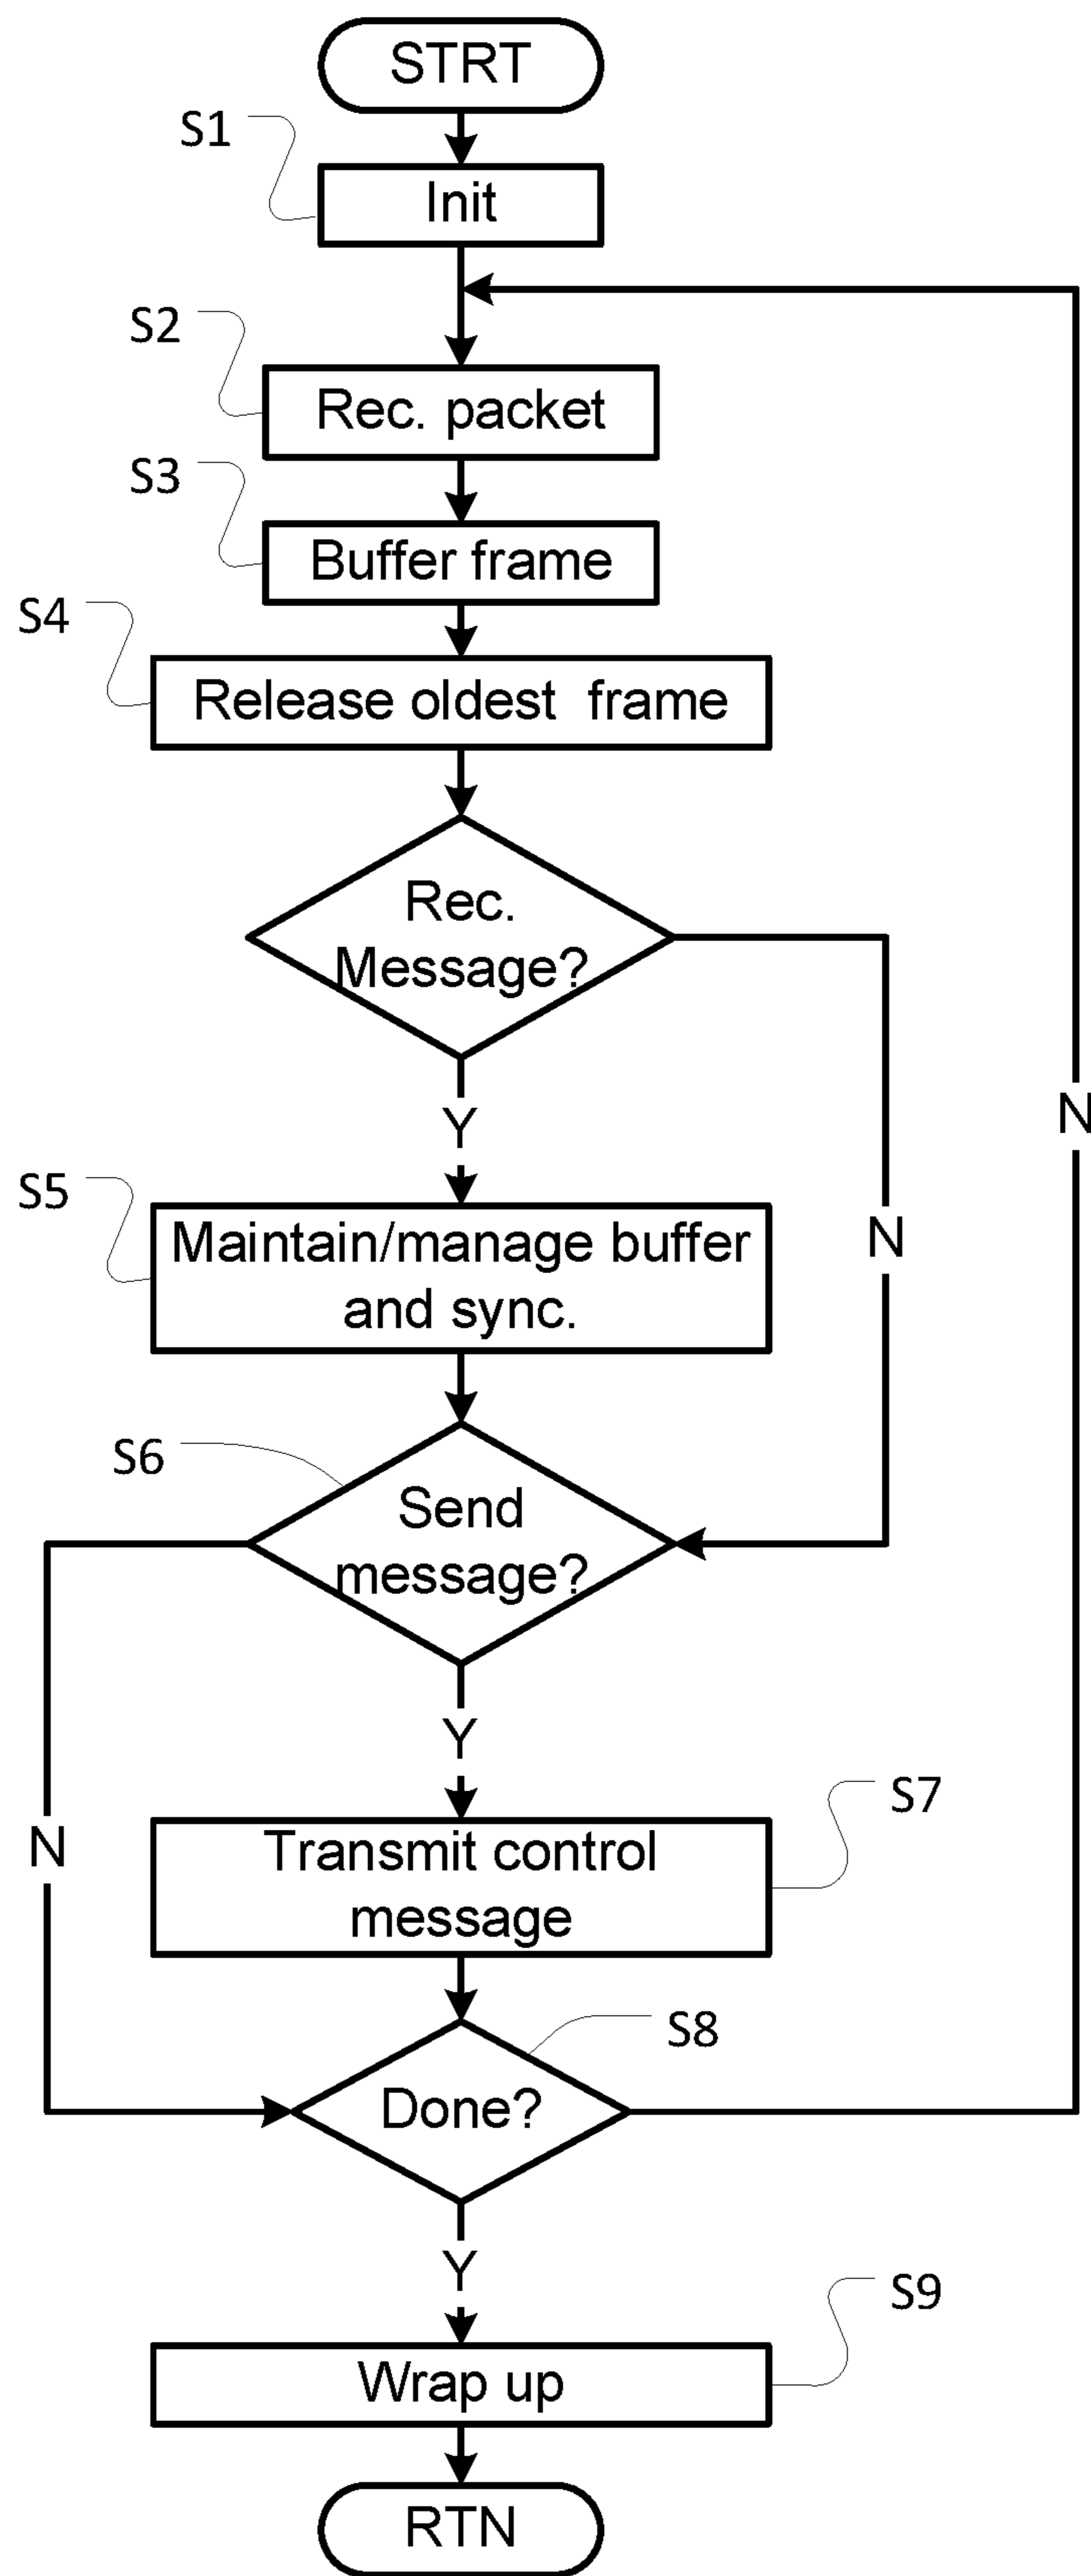 STRT
S1
Init
S2
Rec. packet
S3
Buffer frame
S4
Release oldest frame
Rec.
Message?
Y
N
N
S5
Maintain/manage buffer
and sync.
S6
Send
message?
Y
N
S7
Transmit control
message
S8
Done?
Y
S9
Wrap up
RTN